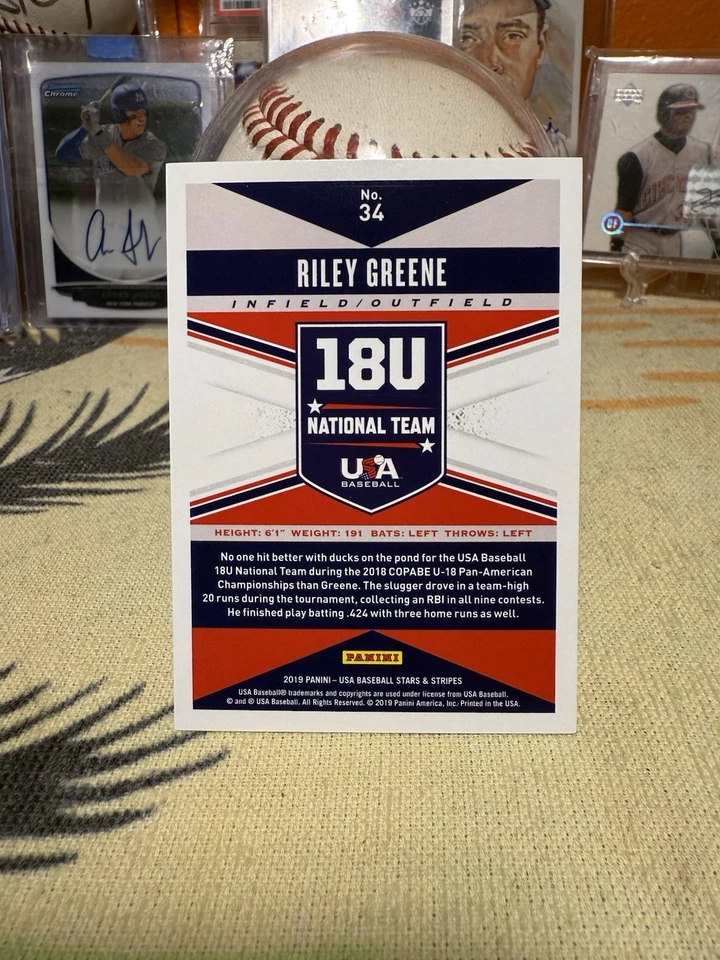 Chrome
No.
34
RILEY GREENE
INFIELD/OUTFIELD
18U
NATIONAL TEAM
USA
BASEBALL
HEIGHT: 6'1" WEIGHT: 191 BATS: LEFT THROWS: LEFT
No one hit better with ducks on the pond for the USA Baseball
18U National Team during the 2018 COPABE U-18 Pan-American
Championships than Greene. The slugger drove in a team-high
20 runs during the tournament, collecting an RBI in all nine contests.
He finished play batting .424 with three home runs as well.
PANINI
2019 PANINI – USA BASEBALL STARS & STRIPES
USA Baseball® trademarks and copyrights are used under license from USA Baseball.
© and ® USA Baseball. All Rights Reserved. © 2019 Panini America, Inc. Printed in the USA.